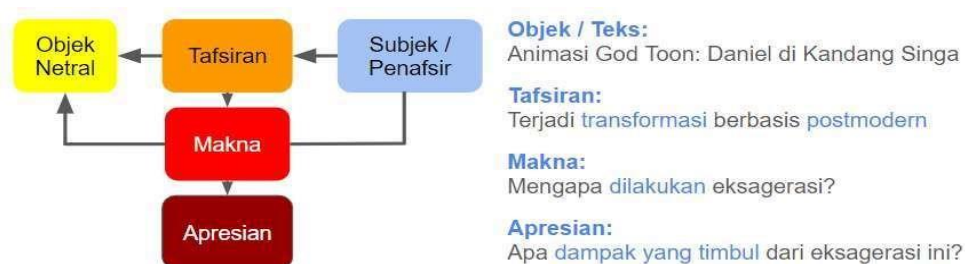 Objek
Netral
Tafsiran
Subjek /
Penafsir
Makna
Apresian
Objek / Teks:
Animasi God Toon: Daniel di Kandang Singa
Tafsiran:
Terjadi transformasi berbasis postmodern
Makna:
Mengapa dilakukan eksagerasi?
Apresian:
Apa dampak yang timbul dari eksagerasi ini?